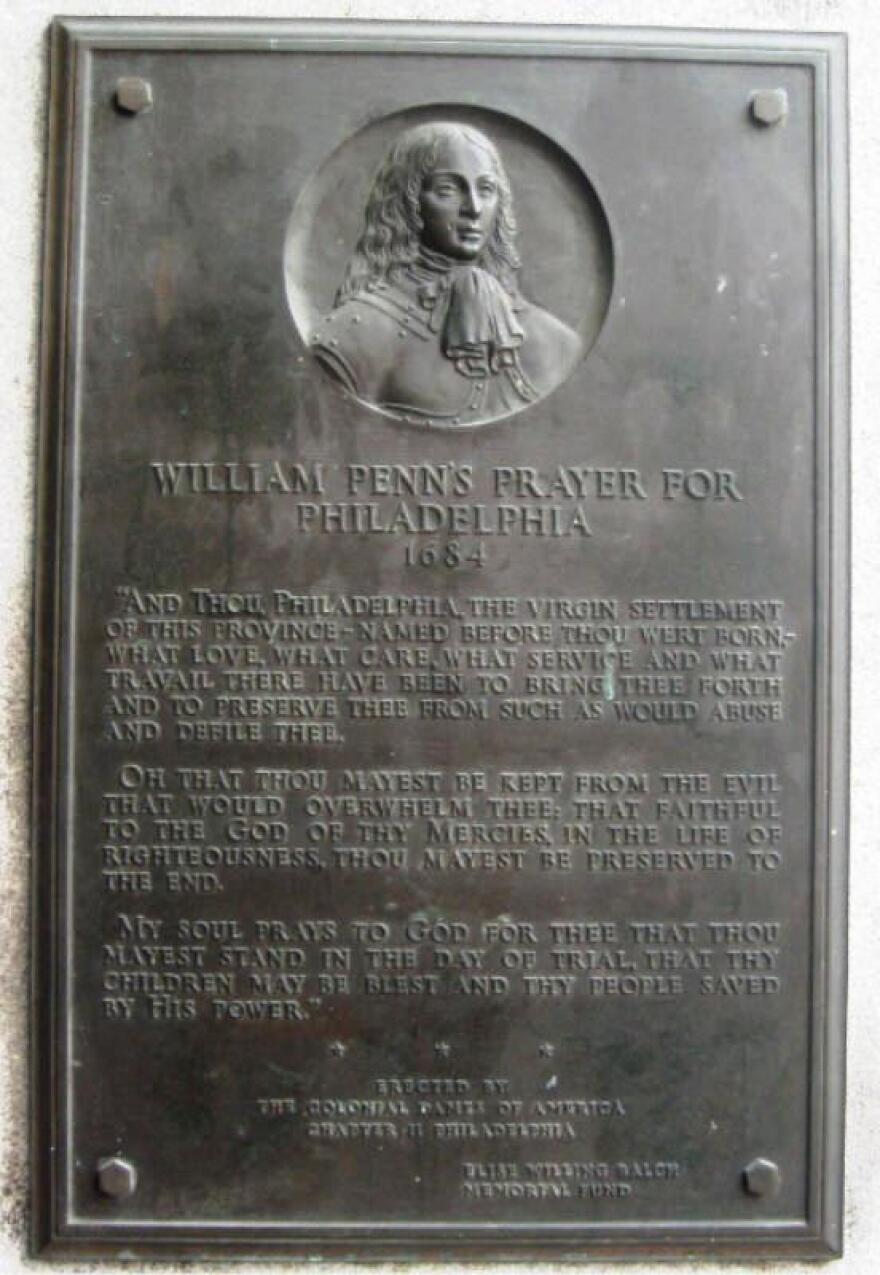 WILLIAM PENN'S PRAYER FOR
PHILADELPHIA
1684
"AND THOU, PHILADELPHIA, THE VIRGIN SETTLEMENT
OF THIS PROVINCE–NAMED BEFORE THOU WERT BORN,–
WHAT LOVE, WHAT CARE, WHAT SERVICE AND WHAT
TRAVAIL THERE HAVE BEEN TO BRING THEE FORTH
AND TO PRESERVE THEE FROM SUCH AS WOULD ABUSE
AND DEFILE THEE.
OH THAT THOU MAYEST BE KEPT FROM THE EVIL
THAT WOULD OVERWHELM THEE; THAT FAITHFUL
TO THE GOD OF THY MERCIES, IN THE LIFE OF
RIGHTEOUSNESS, THOU MAYEST BE PRESERVED TO
THE END.
MY SOUL PRAYS TO GOD FOR THEE THAT THOU
MAYEST STAND IN THE DAY OF TRIAL, THAT THY
CHILDREN MAY BE BLEST AND THY PEOPLE SAVED
BY HIS POWER."
* * *
ERECTED BY
THE COLONIAL DAMES OF AMERICA
CHAPTER II PHILADELPHIA
ELISE WILLING BALCH
MEMORIAL FUND